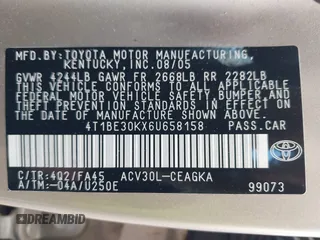 MFD.BY:TOYOTA MOTOR MANUFACTURING,
KENTUCKY, INC.08/05
GVWR 4244LB GAWR FR 2668LB RR 2282LB
THIS VEHICLE CONFORMS TO ALL APPLICABLE
FEDERAL MOTOR VEHICLE SAFETY, BUMPER, AND
THEFT PREVENTION STANDARDS IN EFFECT ON
THE DATE OF MANUFACTURE SHOWN ABOVE.
4T1BE30KX6U658158 PASS.CAR
C/TR:4Q2/FA45 ACV30L-CEAGKA
A/TM:-04A/U250E 99073
TOYOTA